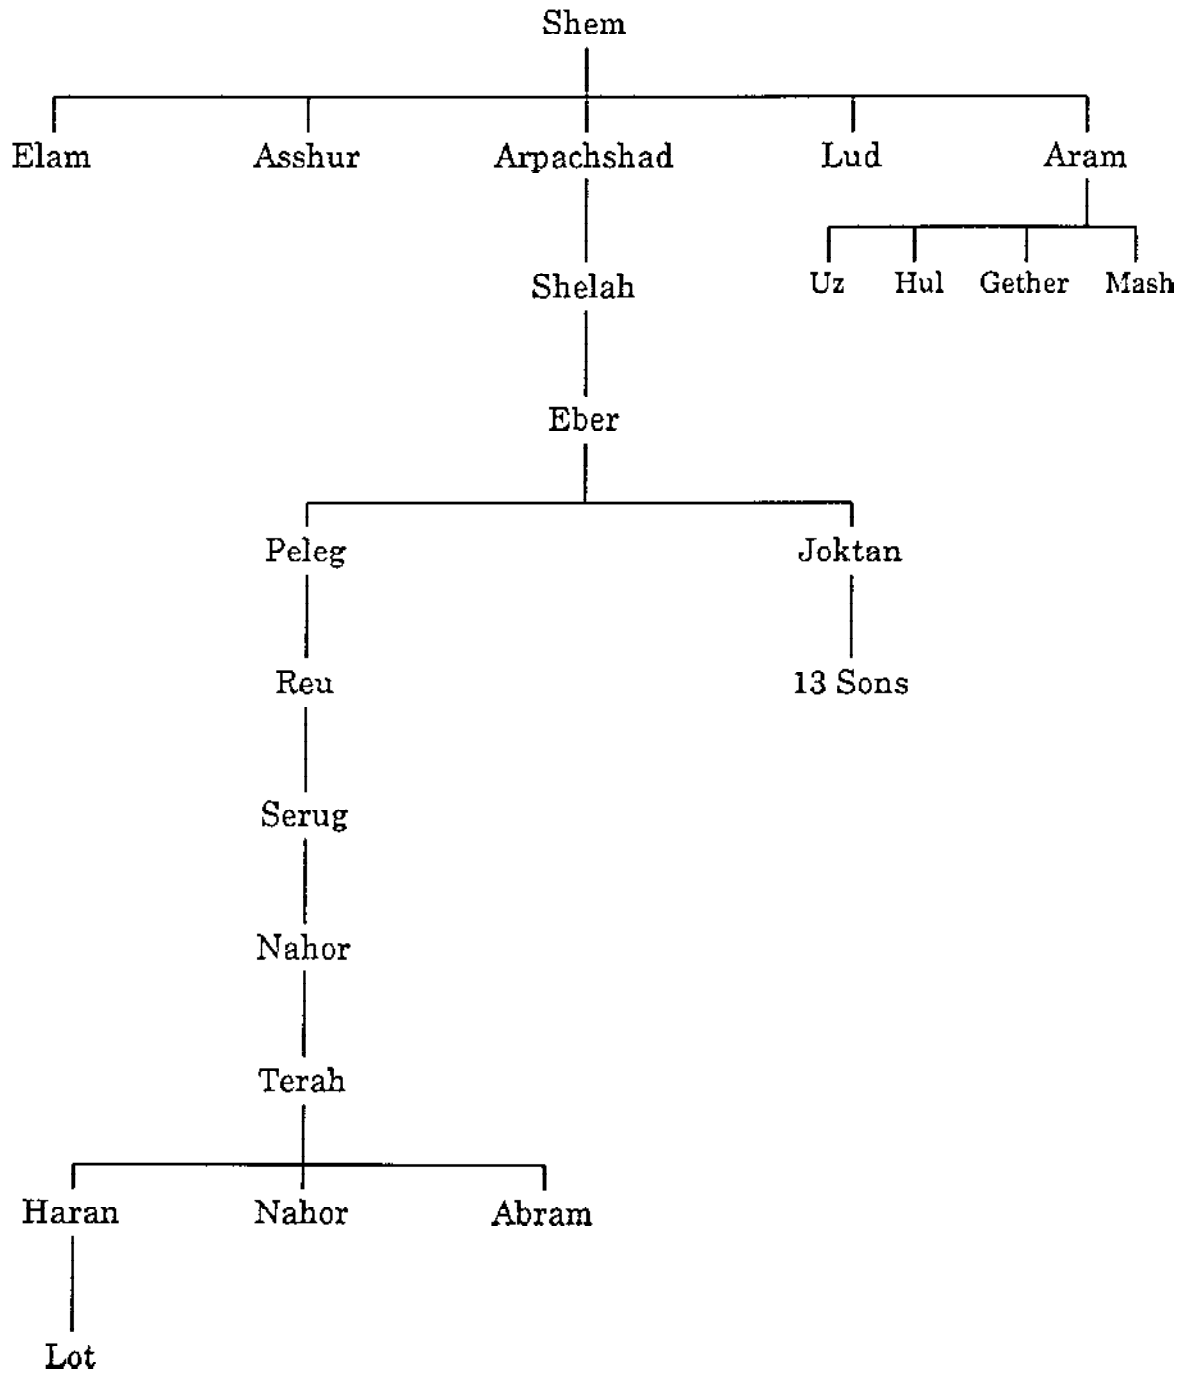 Shem
Elam Asshur Arpachshad Lud Aram
Uz Hul Gether Mash
Shelah
Eber
Peleg Joktan
Reu 13 Sons
Serug
Nahor
Terah
Haran Nahor Abram
Lot